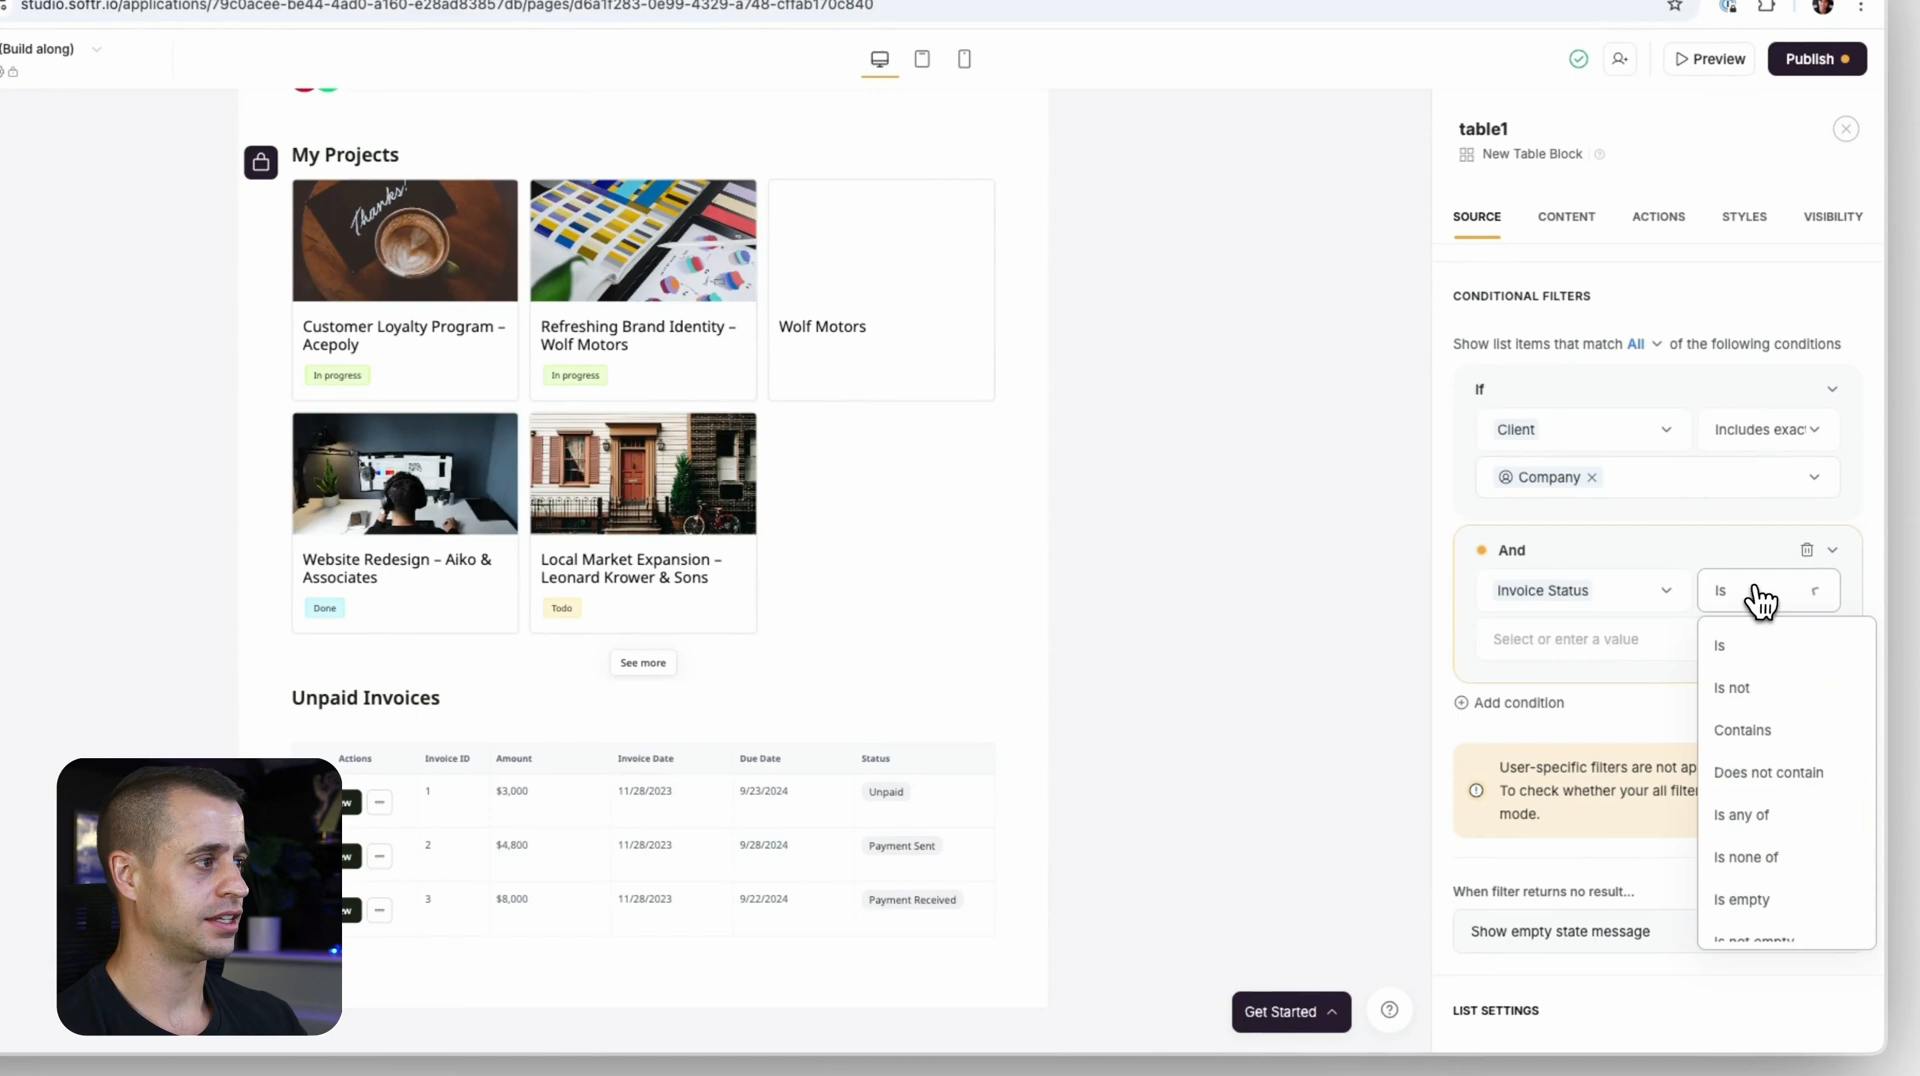 studio.softr.io/applications/79c0acee-be44-4ad0-a160-e28ad83857db/pages/d6a1f283-0e99-4329-a748-cffab170c840
(Build along)
Preview
Publish
My Projects
Thanks!
Customer Loyalty Program –
Acepoly
In progress
Refreshing Brand Identity –
Wolf Motors
In progress
Wolf Motors
Website Redesign – Aiko &
Associates
Done
Local Market Expansion –
Leonard Krower & Sons
Todo
See more
Unpaid Invoices
Actions Invoice ID Amount Invoice Date Due Date Status
1 $3,000 11/28/2023 9/23/2024 Unpaid
2 $4,800 11/28/2023 9/28/2024 Payment Sent
3 $8,000 11/28/2023 9/22/2024 Payment Received
Get Started
table1
New Table Block
SOURCE CONTENT ACTIONS STYLES VISIBILITY
CONDITIONAL FILTERS
Show list items that match All of the following conditions
If
Client Includes exac
Company
And
Invoice Status Is
Select or enter a value
Is
Is not
Contains
Does not contain
Is any of
Is none of
Is empty
Is not empty
Add condition
User-specific filters are not ap
To check whether your all filter
mode.
When filter returns no result...
Show empty state message
LIST SETTINGS